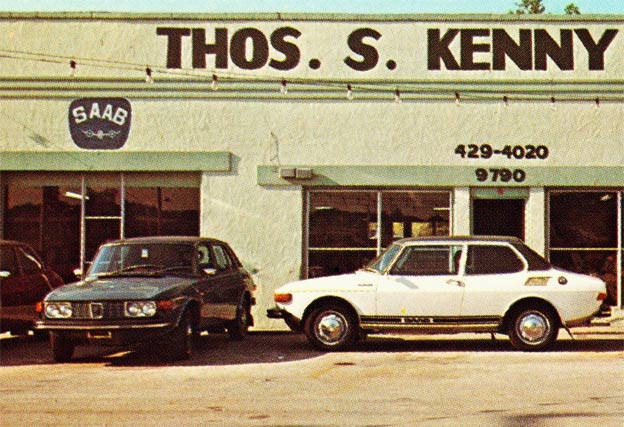 THOS. S. KENNY
SAAB
429-4020
9790